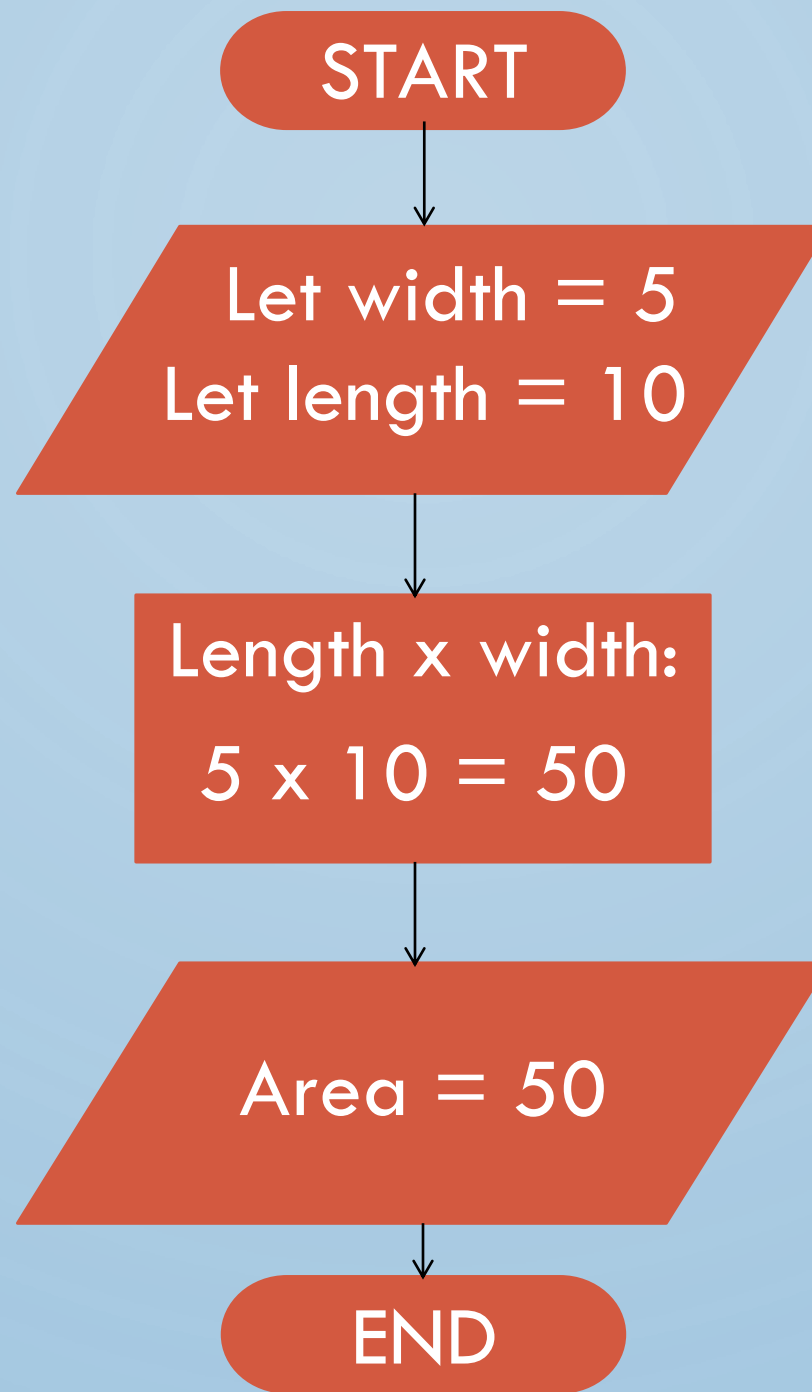 START
Let width = 5
Let length = 10
Length x width:
5 x 10 = 50
Area = 50
END